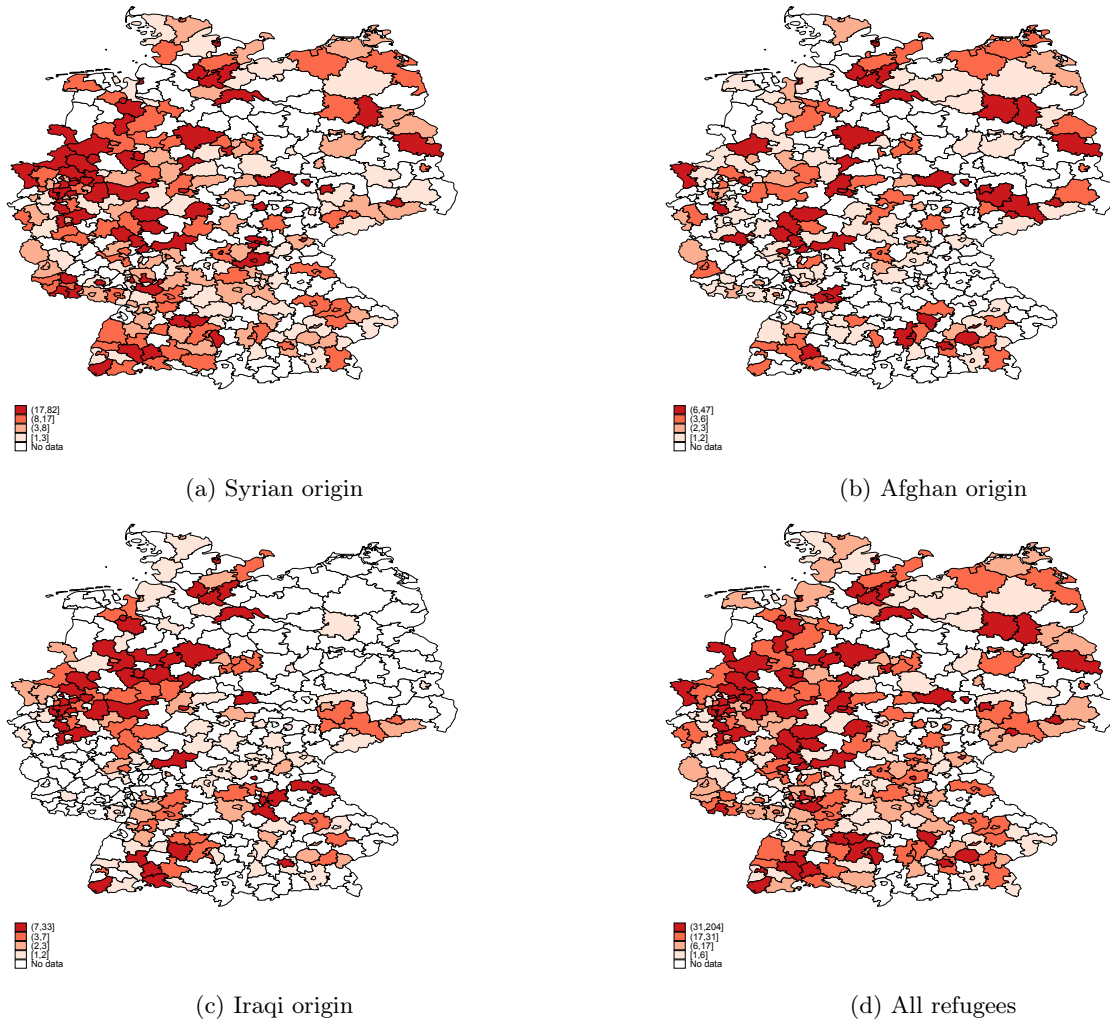 (17,82]
(8,17]
(3,8]
[1,3]
No data
(a) Syrian origin
(6,47]
(3,6]
(2,3]
[1,2]
No data
(b) Afghan origin
(7,33]
(3,7]
(2,3]
[1,2]
No data
(c) Iraqi origin
(31,204]
(17,31]
(6,17]
[1,6]
No data
(d) All refugees